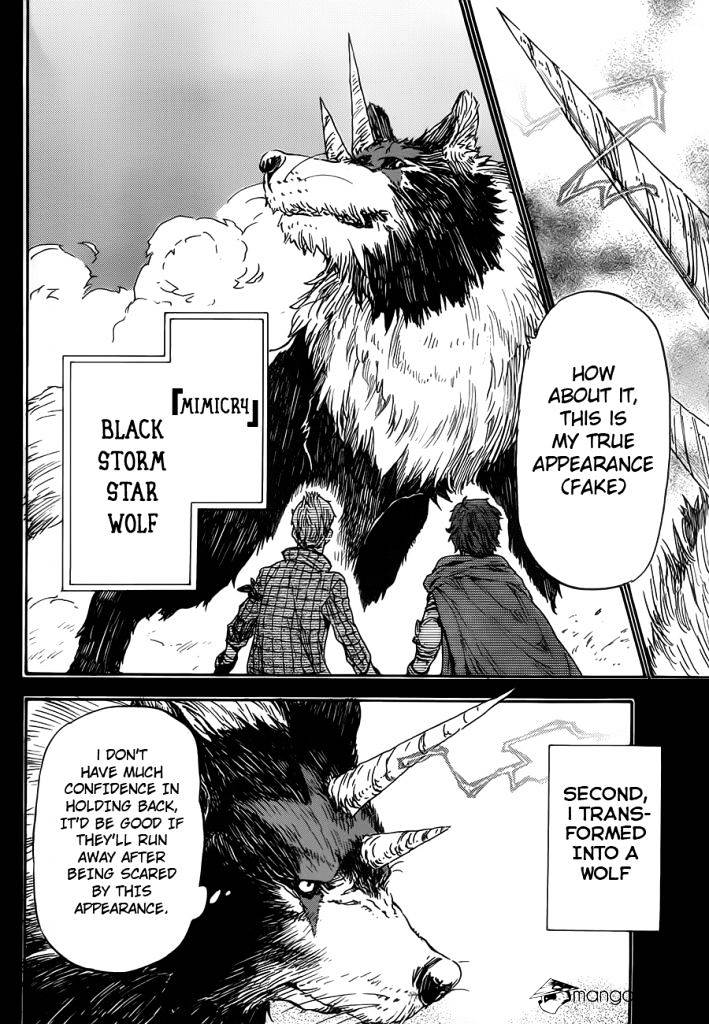 HOW
ABOUT IT,
THIS IS
MY TRUE
APPEARANCE
(FAKE)
「MIMICRY」
BLACK
STORM
STAR
WOLF
SECOND,
I TRANS-
FORMED
INTO A
WOLF
I DON'T
HAVE MUCH
CONFIDENCE IN
HOLDING BACK,
IT'D BE GOOD IF
THEY'LL RUN
AWAY AFTER
BEING SCARED
BY THIS
APPEARANCE.